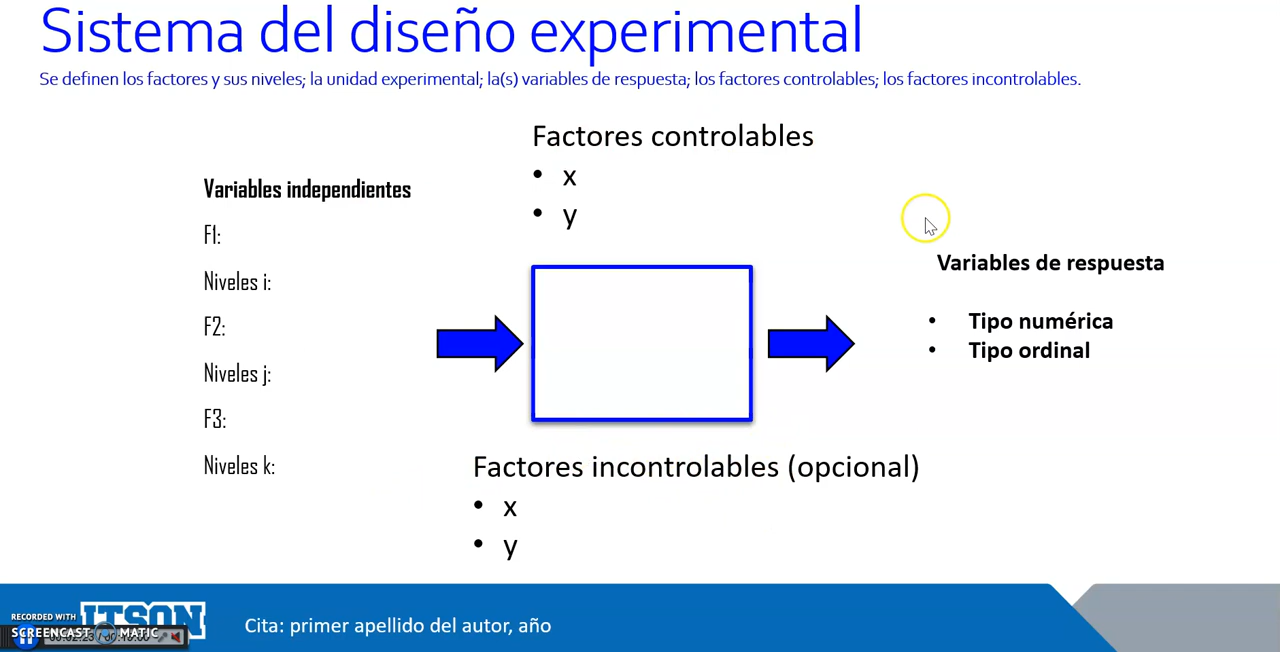 Sistema del diseño experimental
Se definen los factores y sus niveles; la unidad experimental; la(s) variables de respuesta; los factores controlables; los factores incontrolables.
Factores controlables
• x
• y
Variables independientes
F1:
Niveles i:
F2:
Niveles j:
F3:
Niveles k:
Variables de respuesta
• Tipo numérica
• Tipo ordinal
Factores incontrolables (opcional)
• x
• y
RECORDED WITH
SCREENCAST MATIC
ITSON
Cita: primer apellido del autor, año